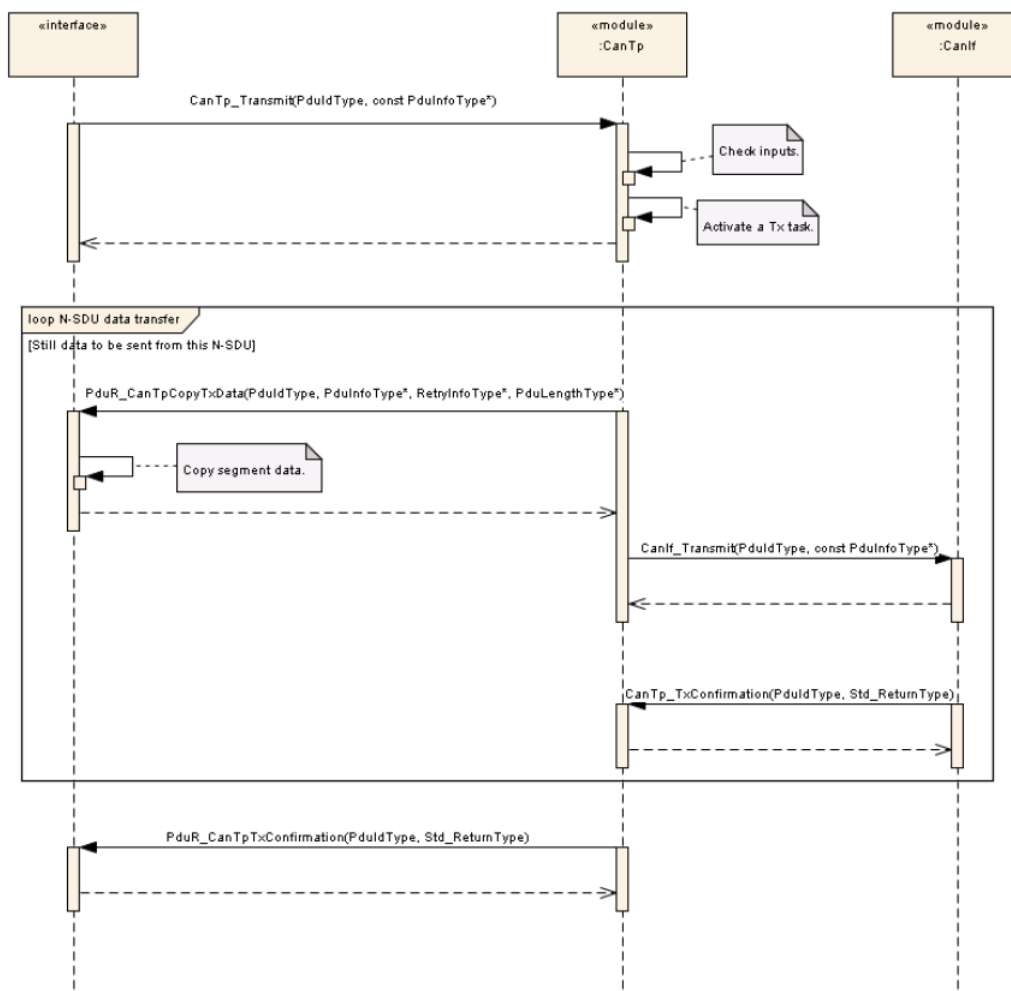 «interface»
«module»
:CanTp
«module»
:CanIf
CanTp_Transmit(PduIdType, const PduInfoType*)
Check inputs.
Activate a Tx task.
loop N-SDU data transfer
[Still data to be sent from this N-SDU]
PduR_CanTpCopyTxData(PduIdType, PduInfoType*, RetryInfoType*, PduLengthType*)
Copy segment data.
CanIf_Transmit(PduIdType, const PduInfoType*)
CanTp_TxConfirmation(PduIdType, Std_ReturnType)
PduR_CanTpTxConfirmation(PduIdType, Std_ReturnType)